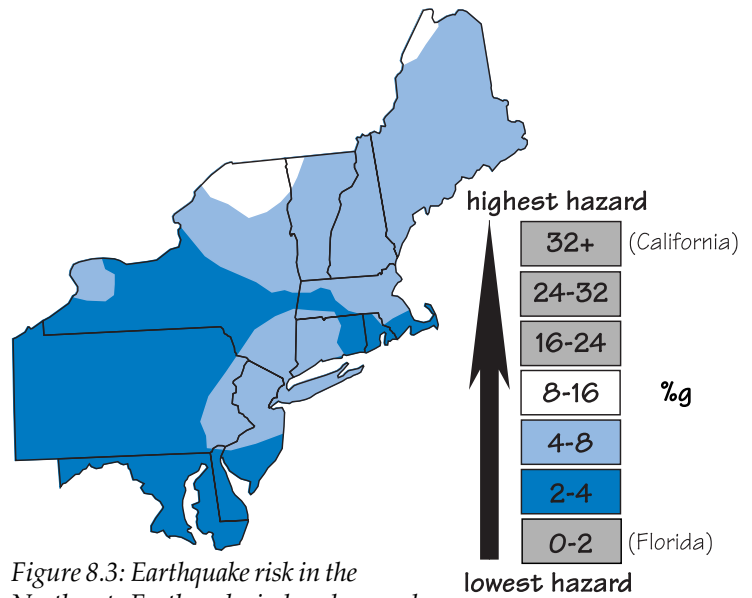 highest hazard
32+ (California)
24-32
16-24
8-16 %g
4-8
2-4
0-2 (Florida)
lowest hazard
Figure 8.3: Earthquake risk in the